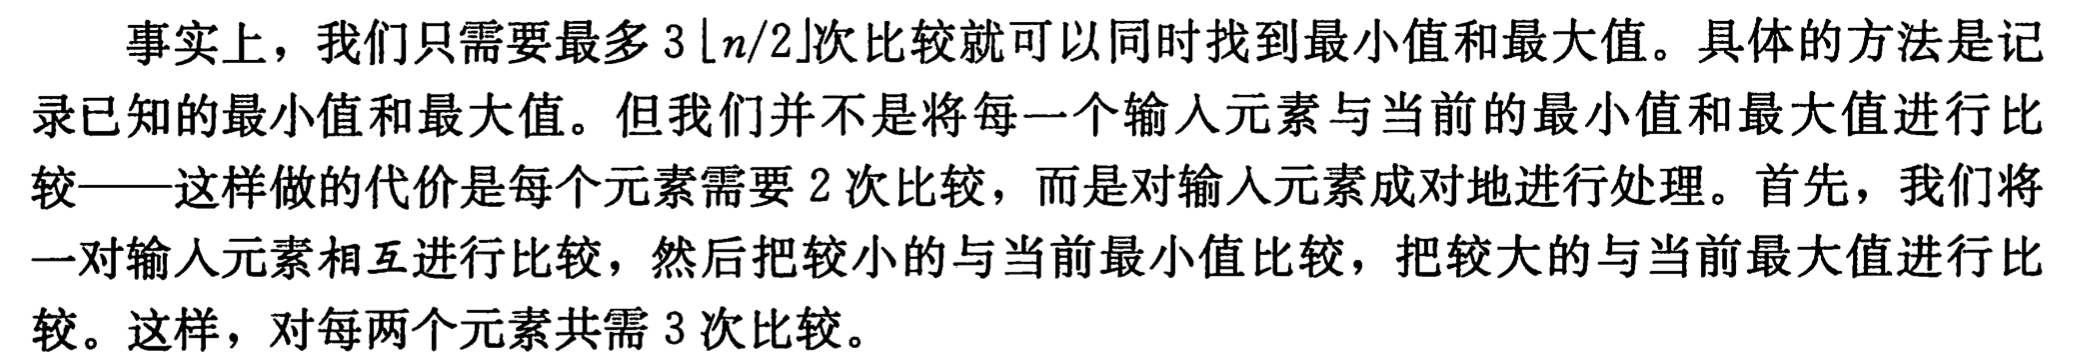 事实上，我们只需要最多 3⌊n/2⌋次比较就可以同时找到最小值和最大值。具体的方法是记
录已知的最小值和最大值。但我们并不是将每一个输入元素与当前的最小值和最大值进行比
较——这样做的代价是每个元素需要 2 次比较，而是对输入元素成对地进行处理。首先，我们将
一对输入元素相互进行比较，然后把较小的与当前最小值比较，把较大的与当前最大值进行比
较。这样，对每两个元素共需 3 次比较。